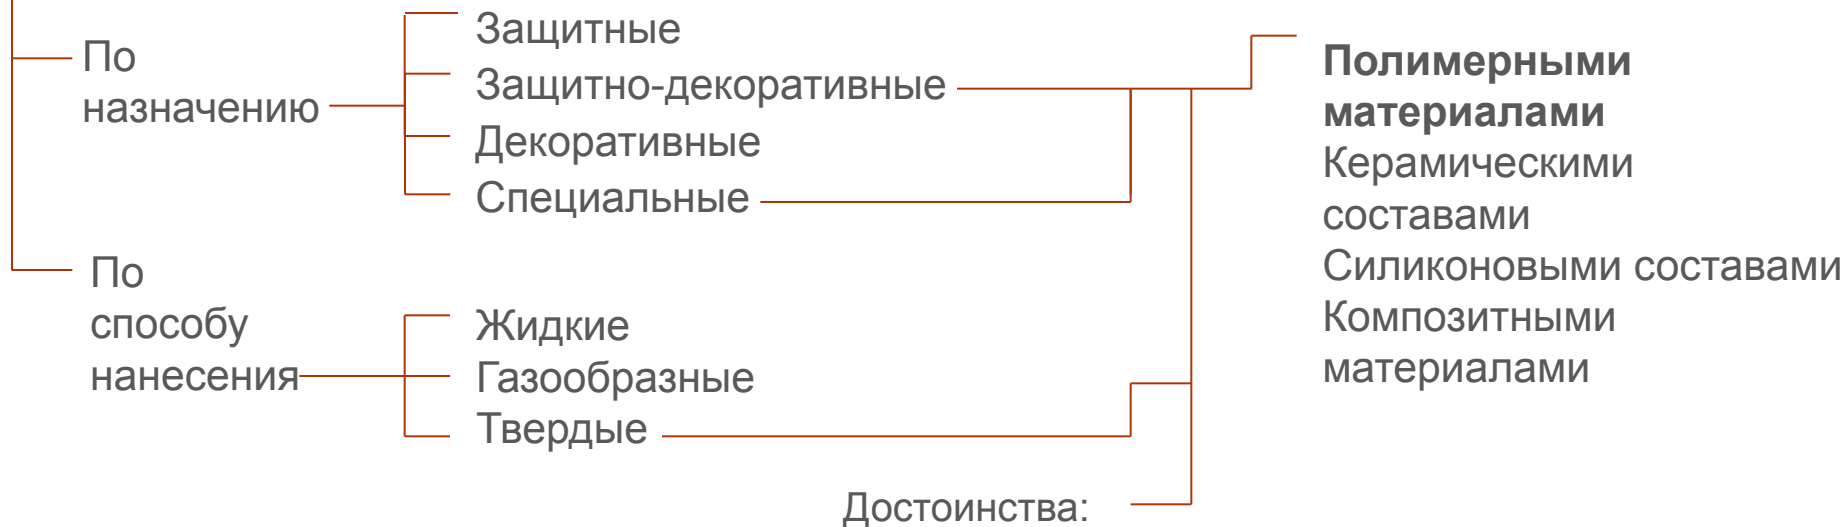 По
назначению
Защитные
Защитно-декоративные
Декоративные
Специальные
По
способу
нанесения
Жидкие
Газообразные
Твердые
Полимерными
материалами
Керамическими
составами
Силиконовыми составами
Композитными
материалами
Достоинства: